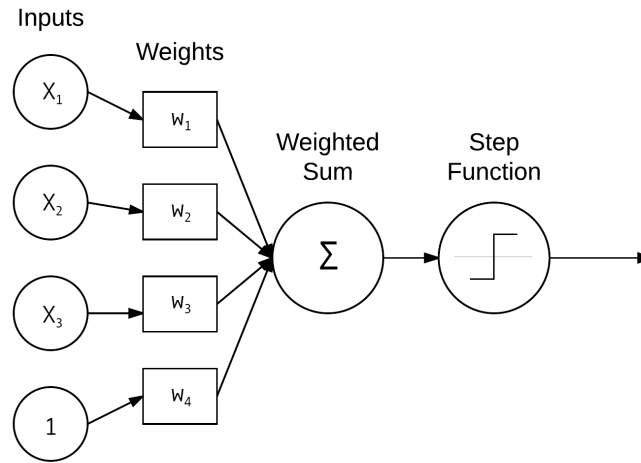 Inputs
Weights
X₁
w₁
X₂
w₂
X₃
w₃
1
w₄
Weighted
Sum
Σ
Step
Function